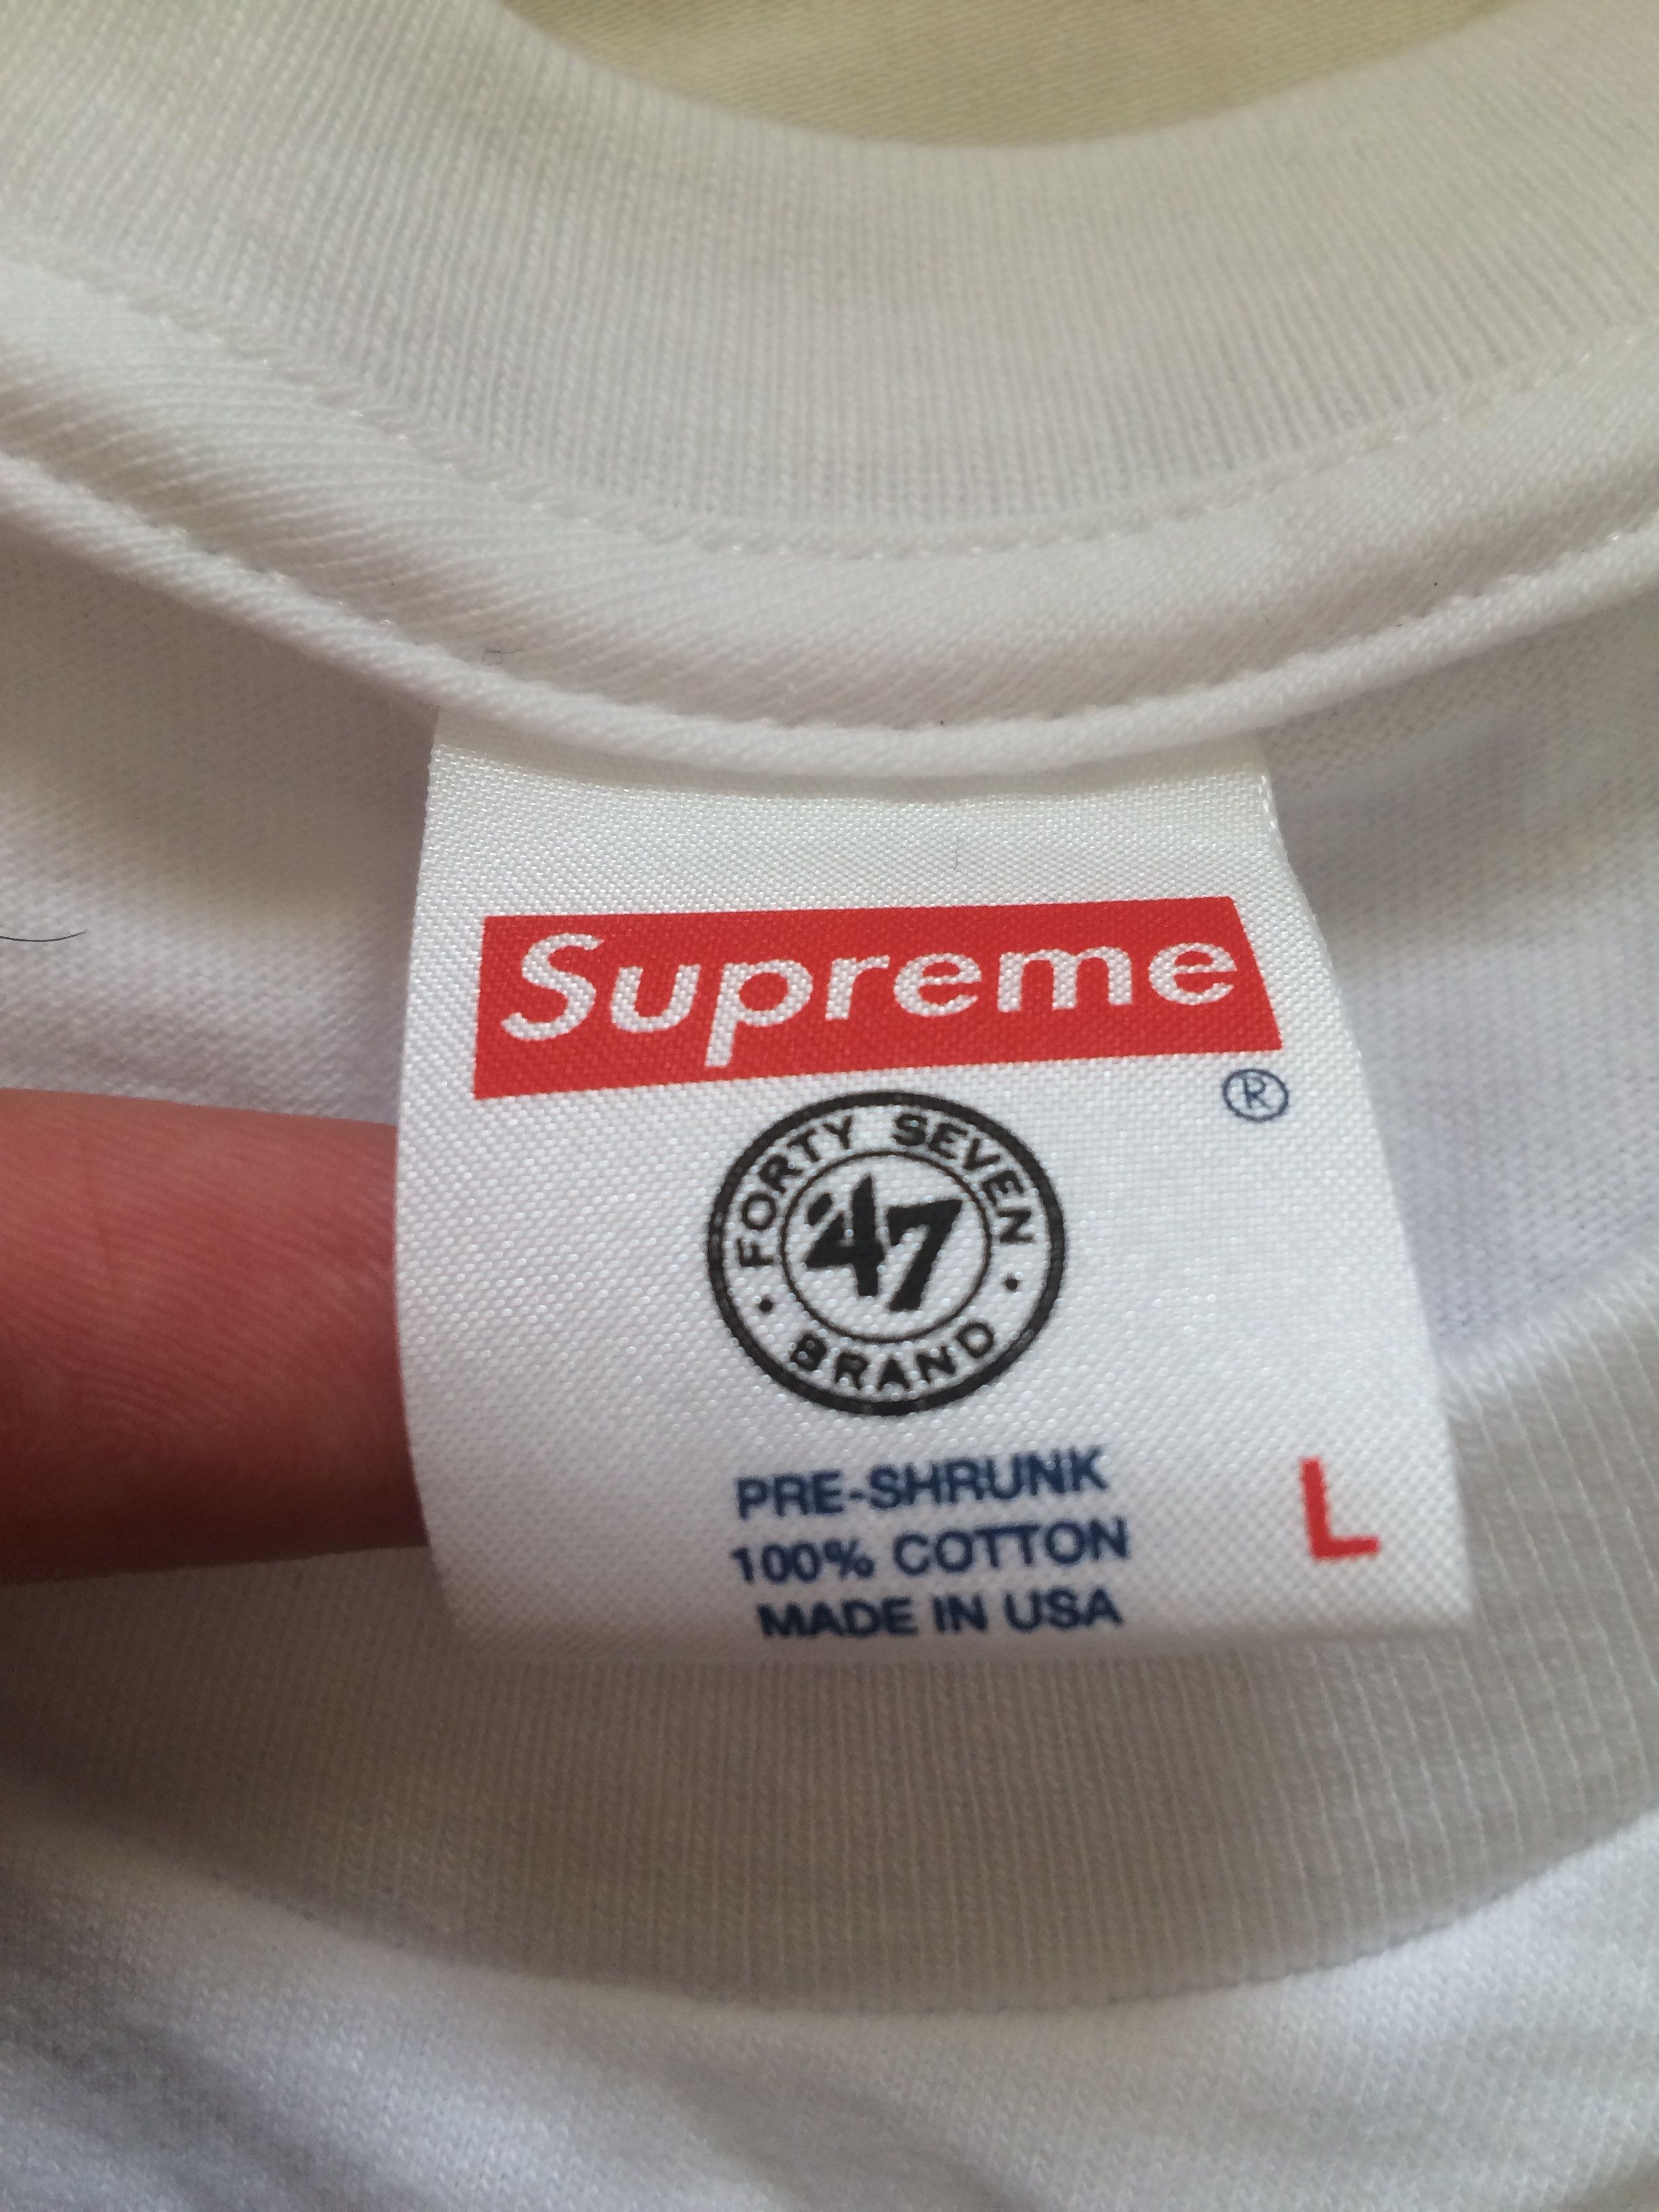 Supreme
®
FORTY SEVEN
'47
BRAND
PRE-SHRUNK
100% COTTON
MADE IN USA
L